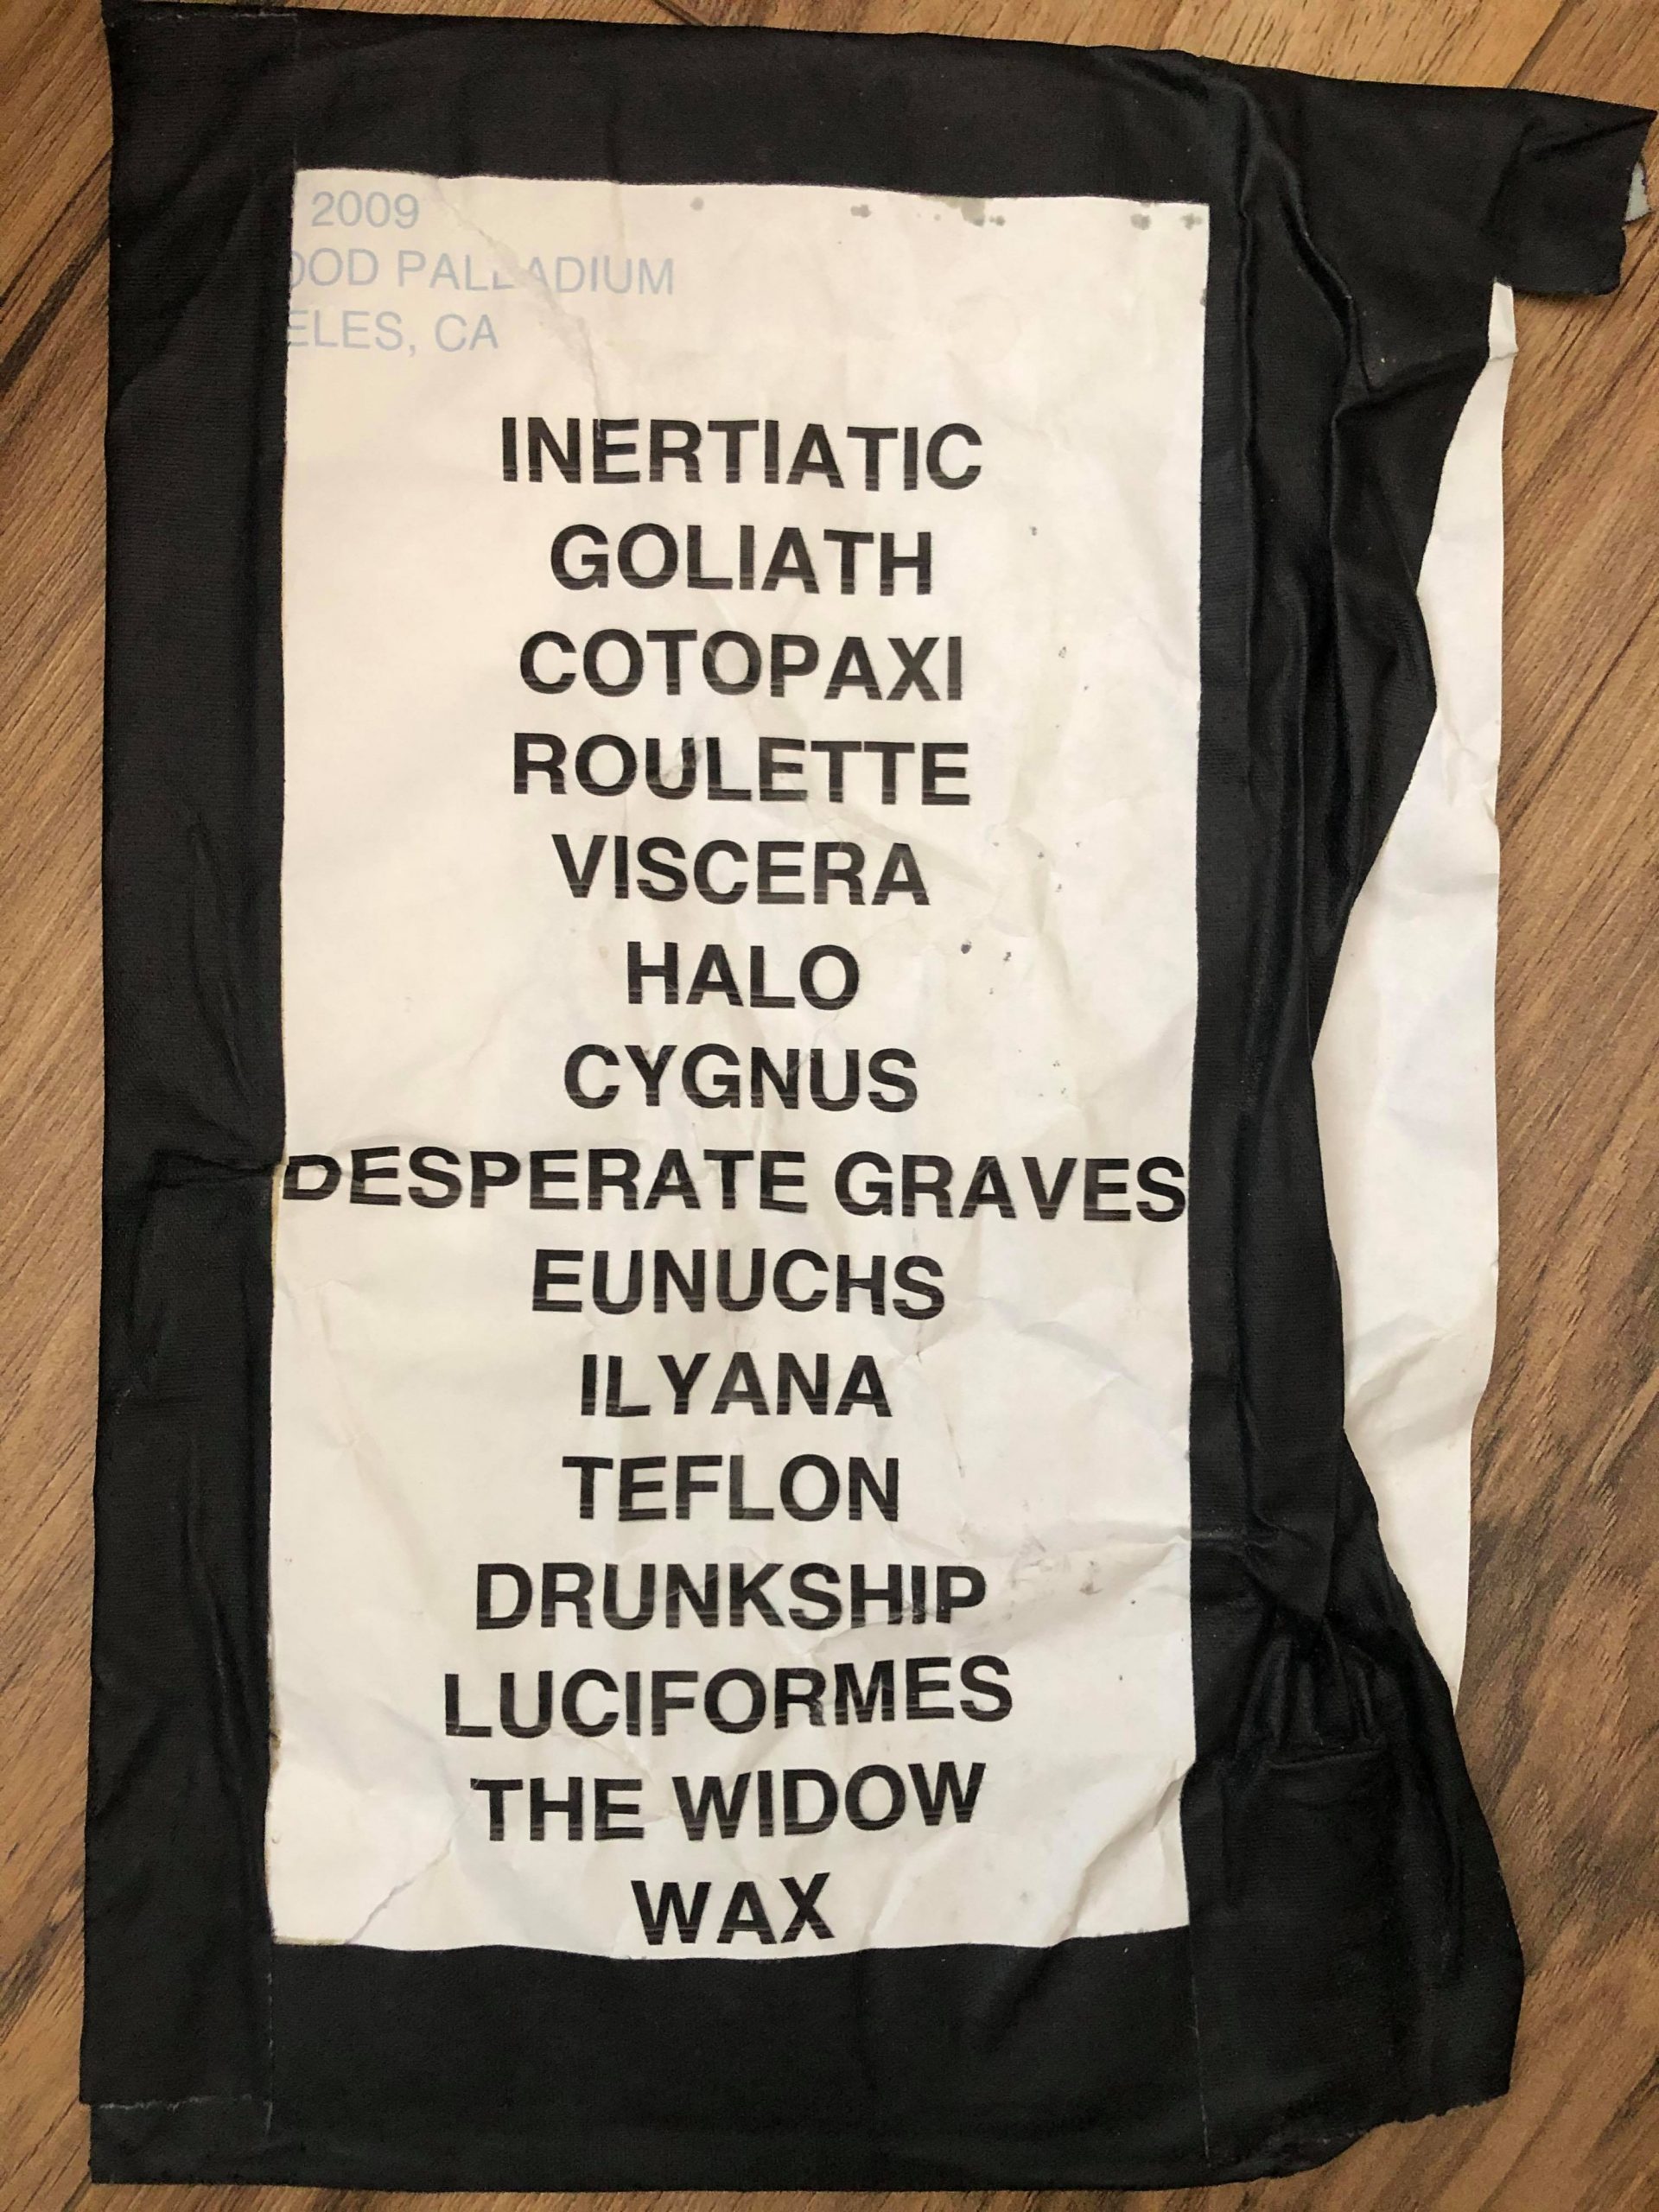 2009
OOD PALLADIUM
ELES, CA
INERTIATIC
GOLIATH
COTOPAXI
ROULETTE
VISCERA
HALO
CYGNUS
DESPERATE GRAVES
EUNUCHS
ILYANA
TEFLON
DRUNKSHIP
LUCIFORMES
THE WIDOW
WAX